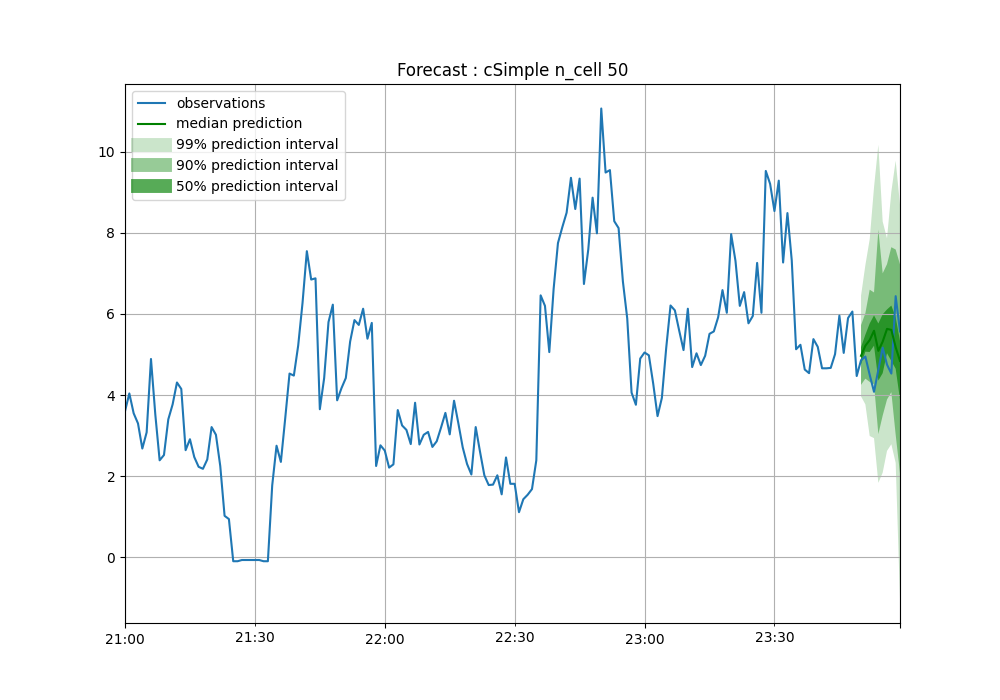 Forecast : cSimple n_cell 50
observations
median prediction
99% prediction interval
90% prediction interval
50% prediction interval
10
8
6
4
2
0
21:00 21:30 22:00 22:30 23:00 23:30